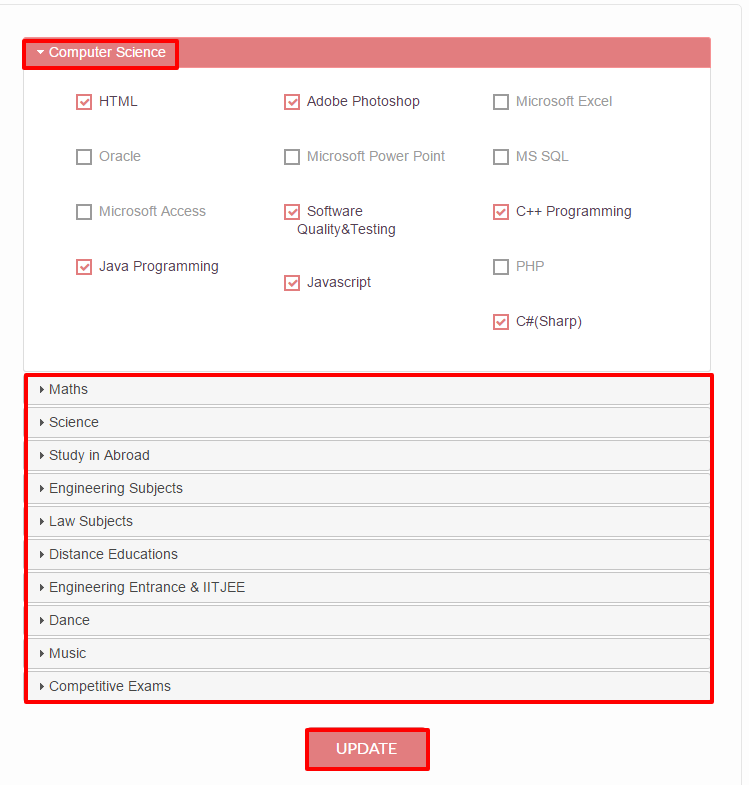 Computer Science
HTML
Adobe Photoshop
Microsoft Excel
Oracle
Microsoft Power Point
MS SQL
Microsoft Access
Software
Quality&Testing
C++ Programming
Java Programming
Javascript
PHP
C#(Sharp)
Maths
Science
Study in Abroad
Engineering Subjects
Law Subjects
Distance Educations
Engineering Entrance & IITJEE
Dance
Music
Competitive Exams
UPDATE